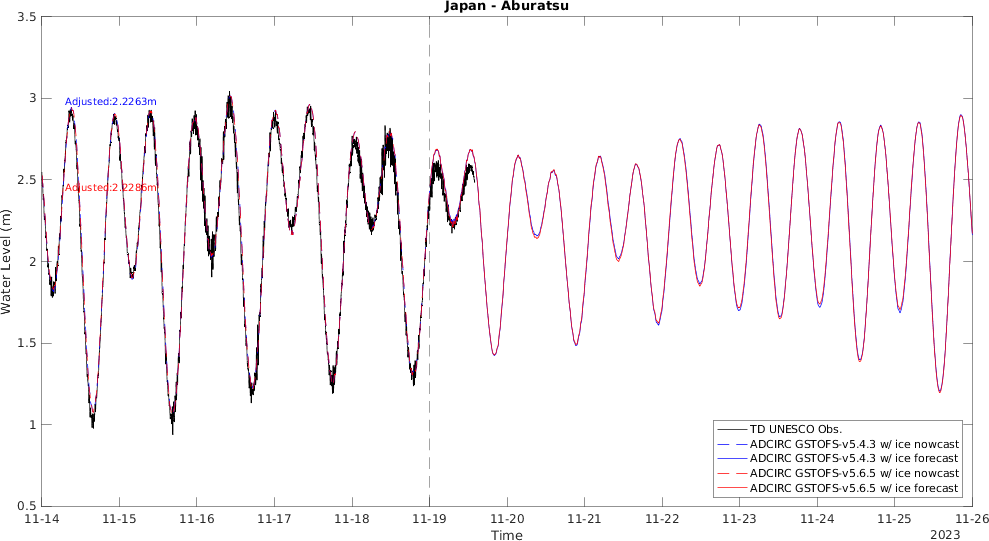 Japan - Aburatsu
3.5
3
2.5
2
1.5
1
0.5
Water Level (m)
Adjusted:2.2263m
Adjusted:2.2286m
TD UNESCO Obs.
ADCIRC GSTOFS-v5.4.3 w/ ice nowcast
ADCIRC GSTOFS-v5.4.3 w/ ice forecast
ADCIRC GSTOFS-v5.6.5 w/ ice nowcast
ADCIRC GSTOFS-v5.6.5 w/ ice forecast
11-14 11-15 11-16 11-17 11-18 11-19 11-20 11-21 11-22 11-23 11-24 11-25 11-26
Time
2023